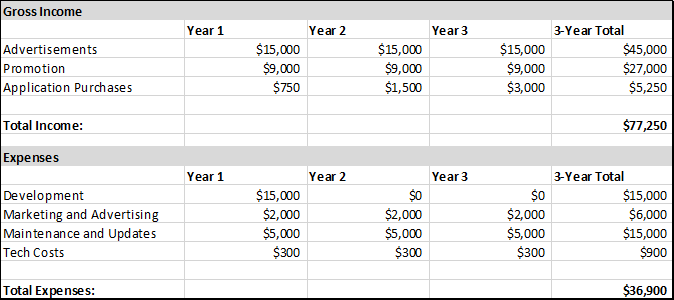 Gross Income
Year 1 Year 2 Year 3 3-Year Total
Advertisements $15,000 $15,000 $15,000 $45,000
Promotion $9,000 $9,000 $9,000 $27,000
Application Purchases $750 $1,500 $3,000 $5,250
Total Income: $77,250
Expenses
Year 1 Year 2 Year 3 3-Year Total
Development $15,000 $0 $0 $15,000
Marketing and Advertising $2,000 $2,000 $2,000 $6,000
Maintenance and Updates $5,000 $5,000 $5,000 $15,000
Tech Costs $300 $300 $300 $900
Total Expenses: $36,900